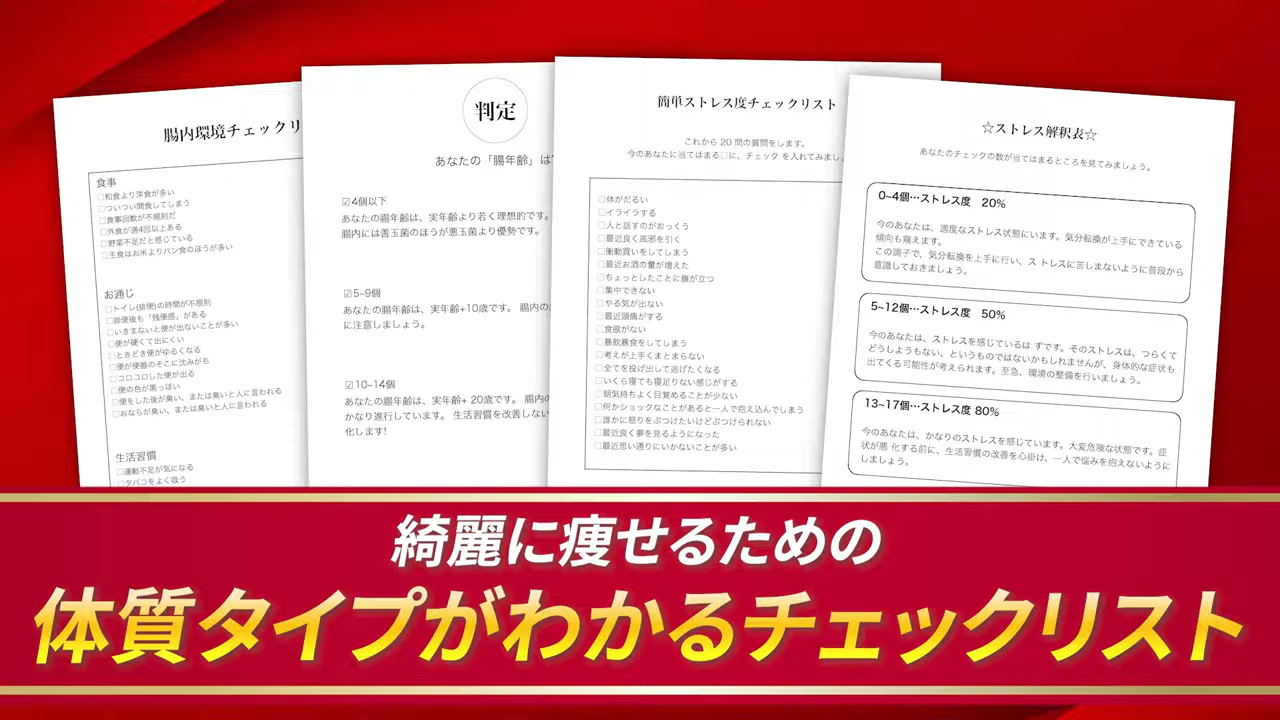 腸内環境チェックリ
食事
□和食より洋食が多い
□ついつい間食してしまう
□食事回数が不規則だ
□外食が週4回以上ある
□野菜不足だと感じている
□主食はお米よりパン食のほうが多い
お通じ
□トイレ(排便)の時間が不規則
□排便後も「残便感」がある
□いきまないと便が出ないことが多い
□便が硬くて出にくい
□ときどき便がゆるくなる
□便が便器のそこに沈みがち
□コロコロした便が出る
□便の色が黒っぽい
□便をした後が臭い、または臭いと人に言われる
□おならが臭い、または臭いと人に言われる
生活習慣
□運動不足が気になる
□タバコをよく吸う
判定
あなたの「腸年齢」は
☑4個以下
あなたの腸年齢は、実年齢より若く理想的です。
腸内には善玉菌のほうが悪玉菌より優勢です。
☑5~9個
あなたの腸年齢は、実年齢+10歳です。 腸内の
に注意しましょう。
☑10~14個
あなたの腸年齢は、実年齢+ 20歳です。 腸内の
かなり進行しています。 生活習慣を改善しない
化します!
簡単ストレス度チェックリスト
これから 20 問の質問をします。
今のあなたに当てはまる□に、チェック を入れてみまし
□体がだるい
□イライラする
□人と話すのがおっくう
□最近良く風邪を引く
□衝動買いをしてしまう
□最近お酒の量が増えた
□ちょっとしたことに腹が立つ
□集中できない
□やる気が出ない
□最近頭痛がする
□食欲がない
□暴飲暴食をしてしまう
□考えが上手くまとまらない
□全てを投げ出して逃げたくなる
□いくら寝ても寝足りない感じがする
□朝気持ちよく目覚めることが少ない
□何かショックなことがあると一人で抱え込んでしまう
□誰かに怒りをぶつけたいけどぶつけられない
□最近良く夢を見るようになった
□最近思い通りにいかないことが多い
☆ストレス解釈表☆
あなたのチェックの数が当てはまるところを見てみましょう。
0~4個…ストレス度 20%
今のあなたは、適度なストレス状態にいます。気分転換が上手にできている
傾向も窺えます。
この調子で、気分転換を上手に行い、ス トレスに苦しまないように普段から
意識しておきましょう。
5~12個…ストレス度 50%
今のあなたは、ストレスを感じているは ずです。そのストレスは、つらくて
どうしようもない、というものではないかもしれませんが、身体的な症状も
出てくる可能性が考えられます。至急、環境の整備を行いましょう。
13~17個…ストレス度 80%
今のあなたは、かなりのストレスを感じています。大変危険な状態です。症
状が悪 化する前に、生活習慣の改善を心掛け、一人で悩みを抱えないように
しましょう。
綺麗に痩せるための
体質タイプがわかるチェックリスト